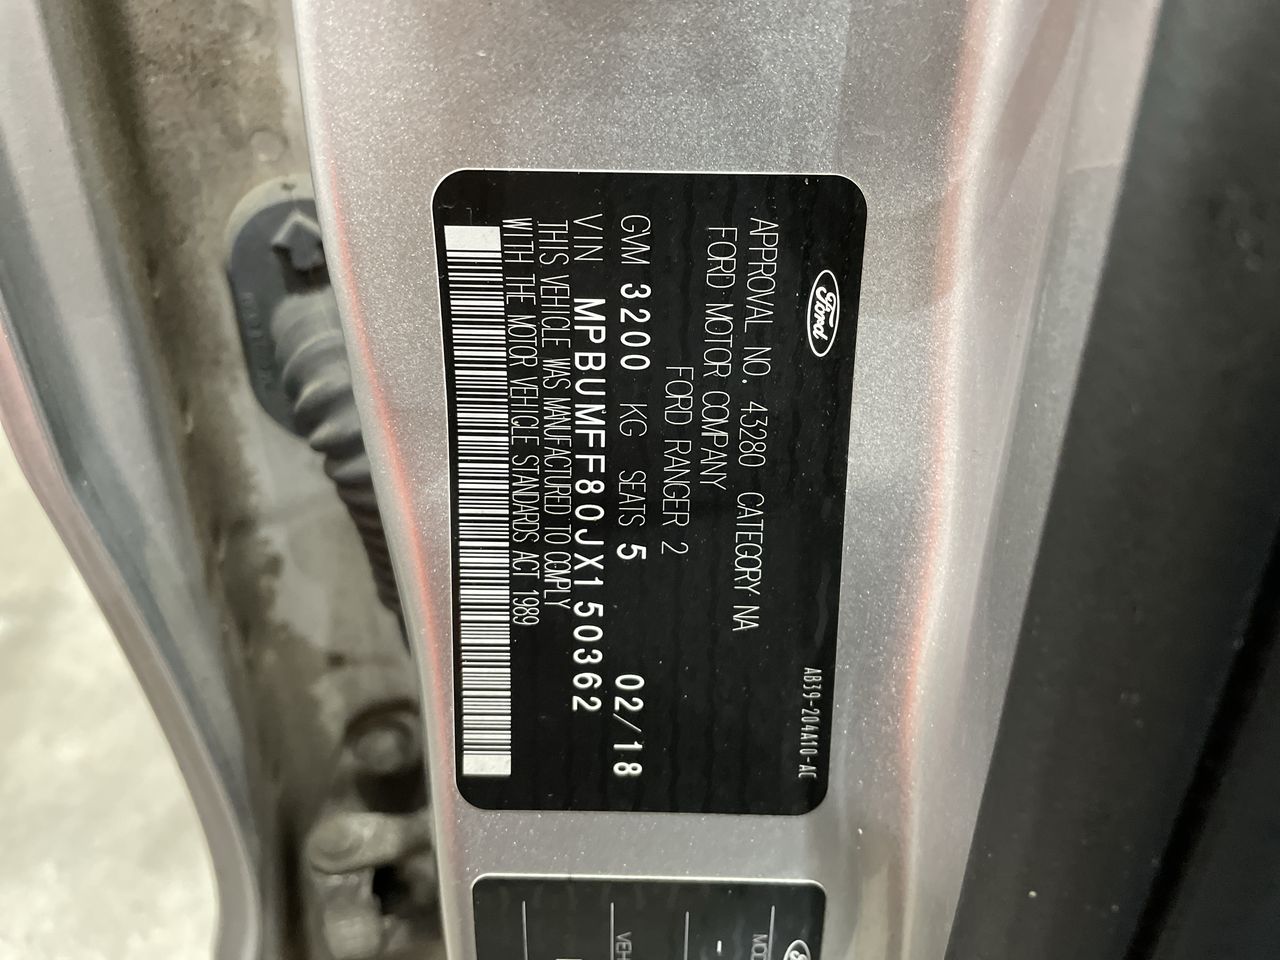 Ford
AB39-204A10-AC
APPROVAL NO. 43280 CATEGORY NA
FORD MOTOR COMPANY
FORD RANGER 2
GVM 3200 KG SEATS 5 02/18
VIN MPBUMFF80JX150362
THIS VEHICLE WAS MANUFACTURED TO COMPLY
WITH THE MOTOR VEHICLE STANDARDS ACT 1989